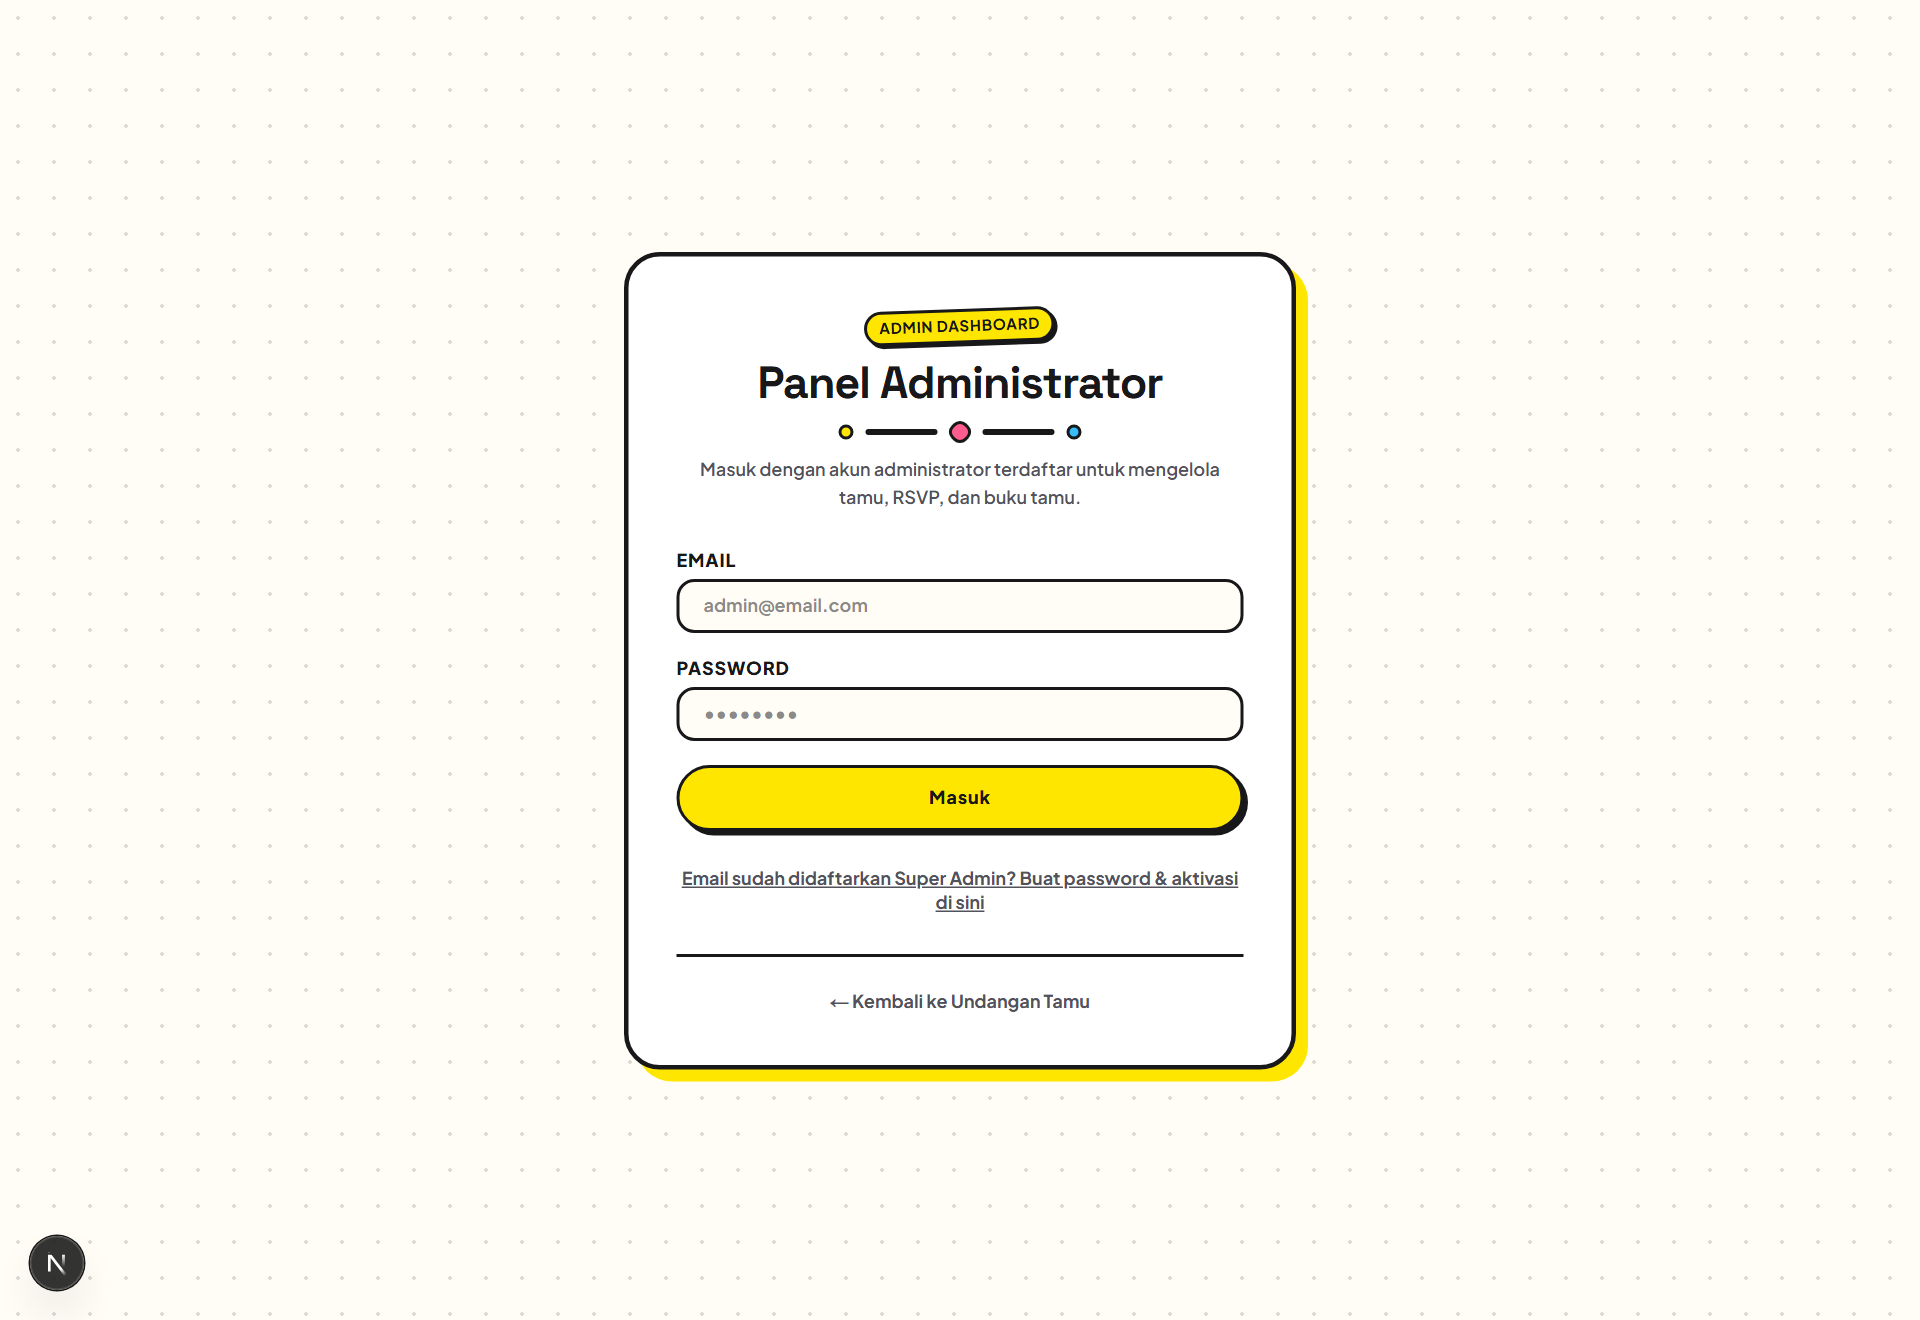 ADMIN DASHBOARD
Panel Administrator
Masuk dengan akun administrator terdaftar untuk mengelola
tamu, RSVP, dan buku tamu.
EMAIL
admin@email.com
PASSWORD
••••••••
Masuk
Email sudah didaftarkan Super Admin? Buat password & aktivasi
di sini
← Kembali ke Undangan Tamu
N